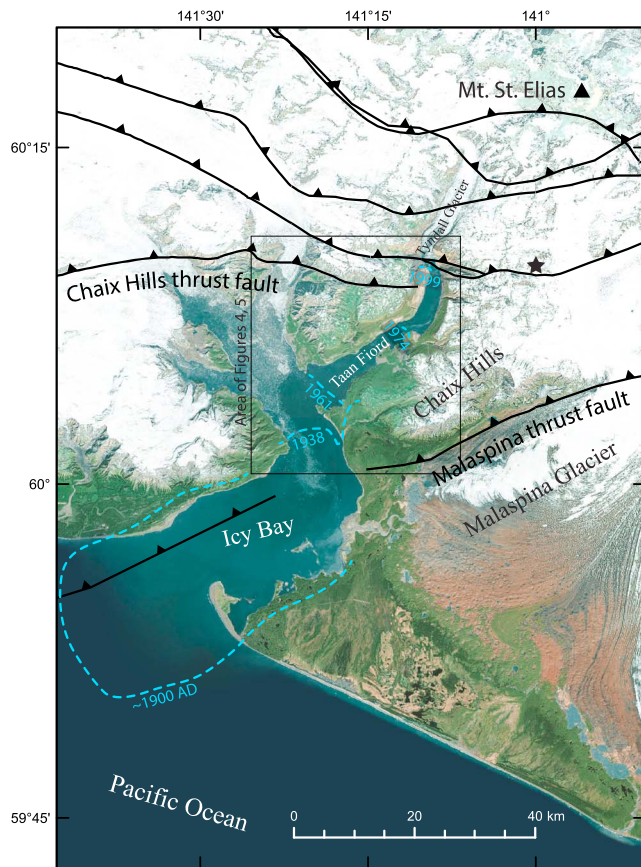 141°30'
141°15'
141°
Mt. St. Elias
60°15'
Tyndall Glacier
Chaix Hills thrust fault
1999
Area of Figures 4, 5
1974
Taan Fiord
1961
Chaix Hills
1938
Malaspina thrust fault
60°
Malaspina Glacier
Icy Bay
~1900 AD
Pacific Ocean
59°45'
0 20 40 km